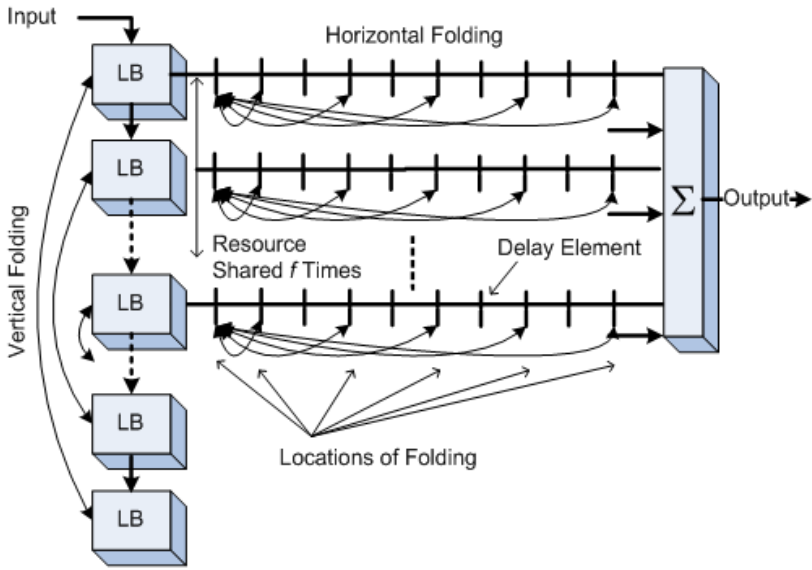 Input
Horizontal Folding
LB
LB
Σ
Output
Resource
Shared f Times
Delay Element
Vertical Folding
LB
LB
Locations of Folding
LB